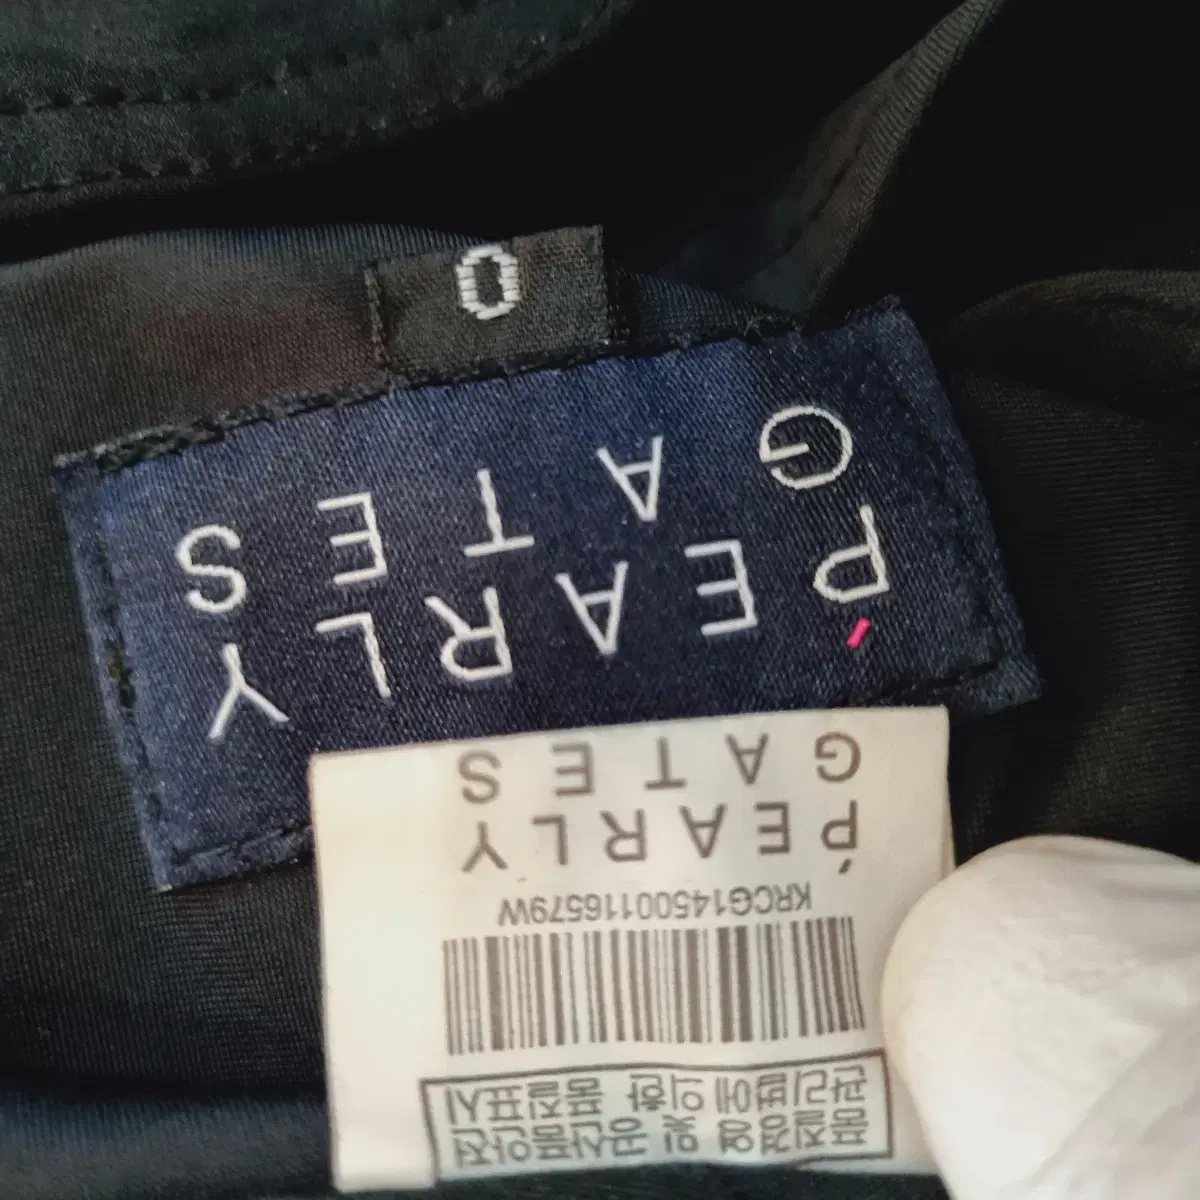 KRCG14500116579W
PEARLY
GATES
PEARLY
GATES
0